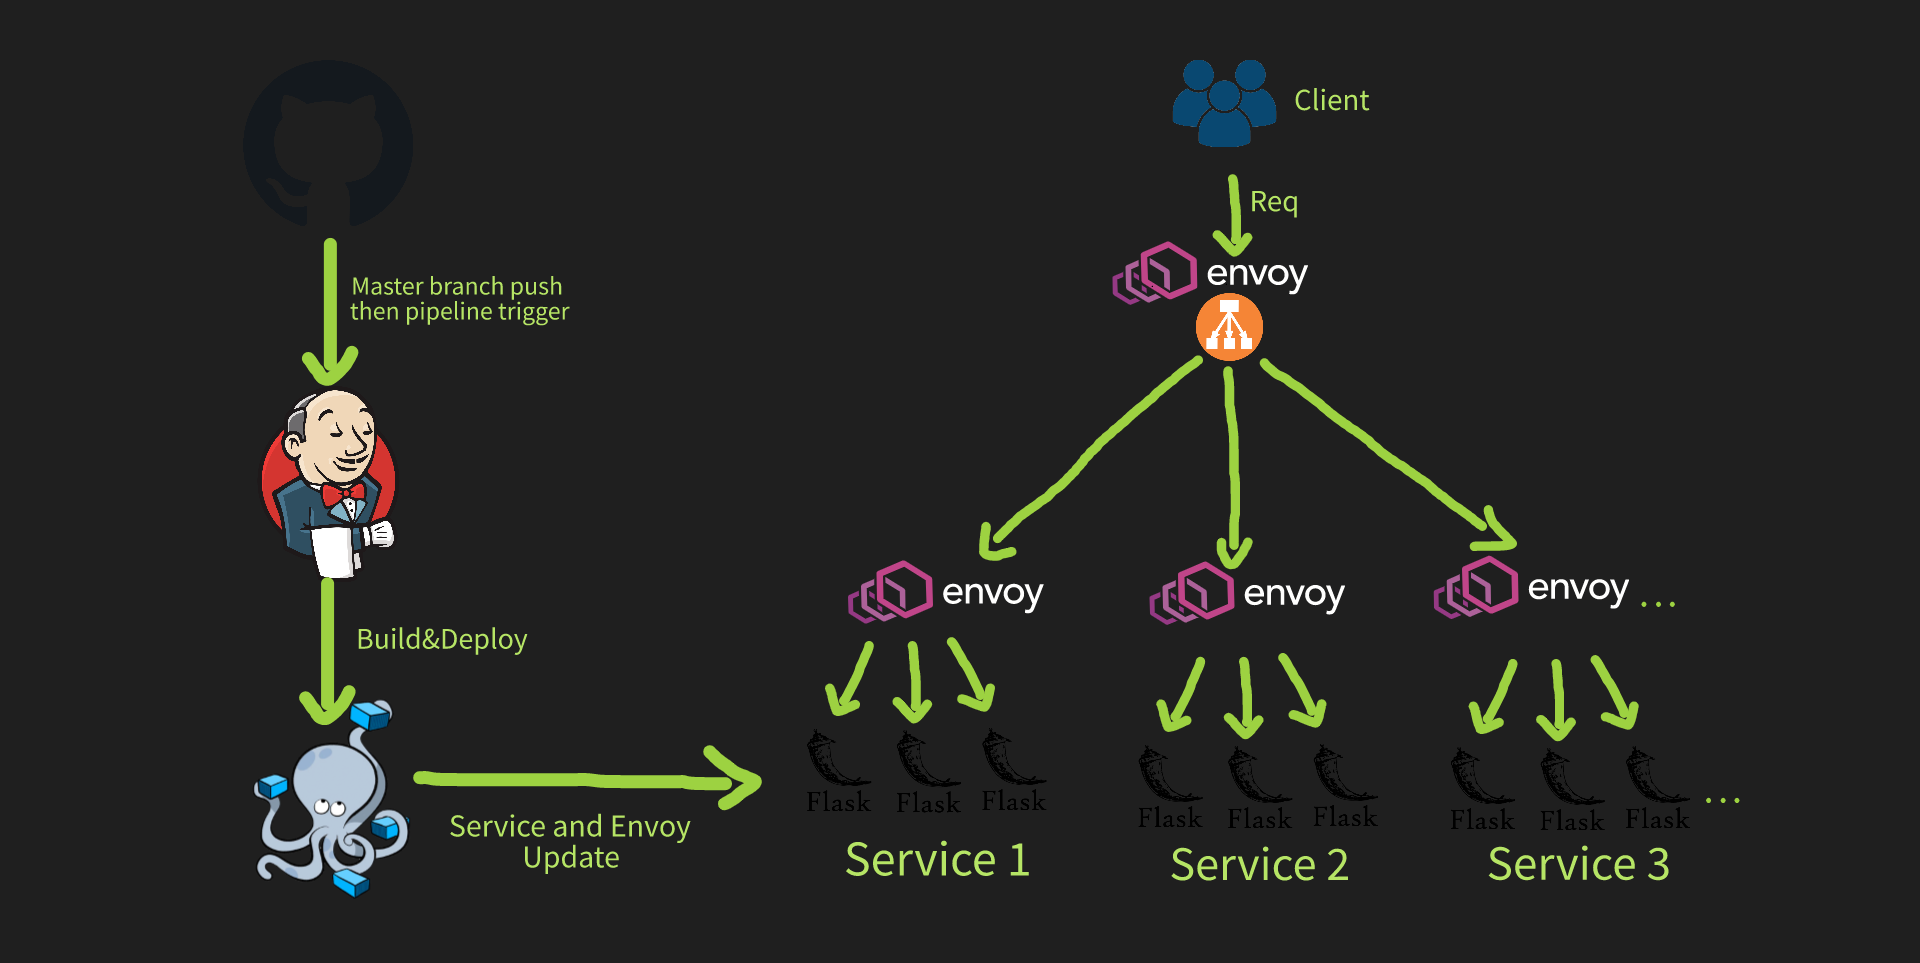 Client
Req
envoy
Master branch push
then pipeline trigger
envoy
envoy
envoy ...
Build&Deploy
Flask
Flask
Flask
Flask
Flask
Flask
Flask
Flask
Flask
...
Service and Envoy
Update
Service 1
Service 2
Service 3